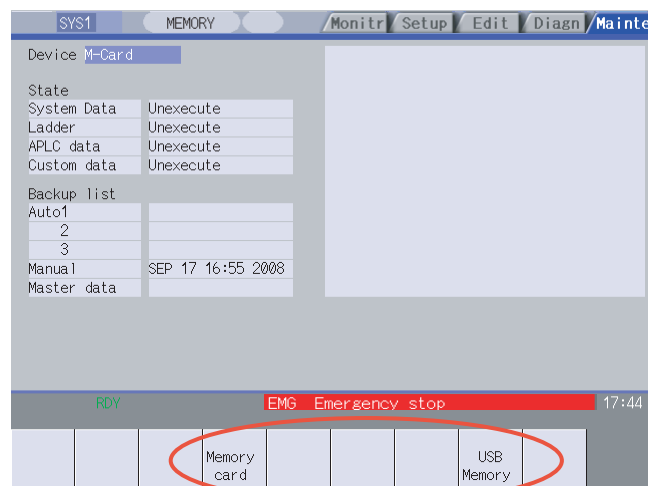 SYS1 MEMORY Monitr Setup Edit Diagn Mainte
Device M-Card
State
System Data Unexecute
Ladder Unexecute
APLC data Unexecute
Custom data Unexecute
Backup list
Auto1
2
3
Manual SEP 17 16:55 2008
Master data
RDY EMG Emergency stop 17:44
Memory card
USB Memory